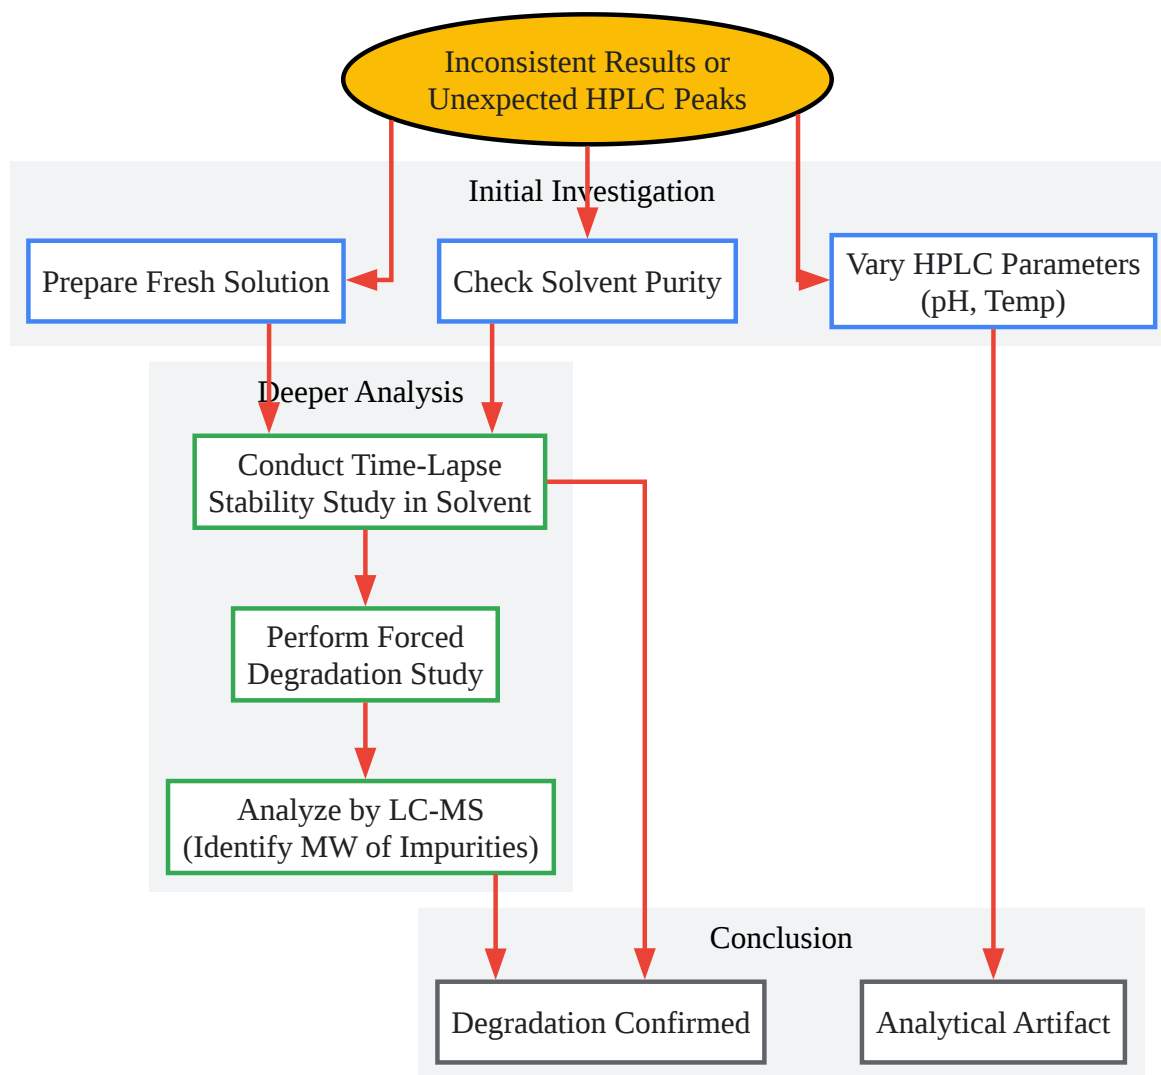 Inconsistent Results or
Unexpected HPLC Peaks
Initial Investigation
Prepare Fresh Solution
Check Solvent Purity
Vary HPLC Parameters
(pH, Temp)
Deeper Analysis
Conduct Time-Lapse
Stability Study in Solvent
Perform Forced
Degradation Study
Analyze by LC-MS
(Identify MW of Impurities)
Conclusion
Degradation Confirmed
Analytical Artifact